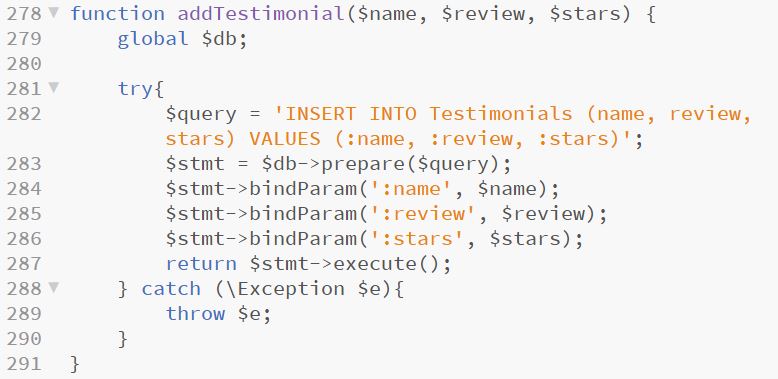 278 function addTestimonial($name, $review, $stars) {
279     global $db;
280
281     try{
282         $query = 'INSERT INTO Testimonials (name, review,
            stars) VALUES (:name, :review, :stars)';
283         $stmt = $db->prepare($query);
284         $stmt->bindParam(':name', $name);
285         $stmt->bindParam(':review', $review);
286         $stmt->bindParam(':stars', $stars);
287         return $stmt->execute();
288     } catch (\Exception $e){
289         throw $e;
290     }
291 }